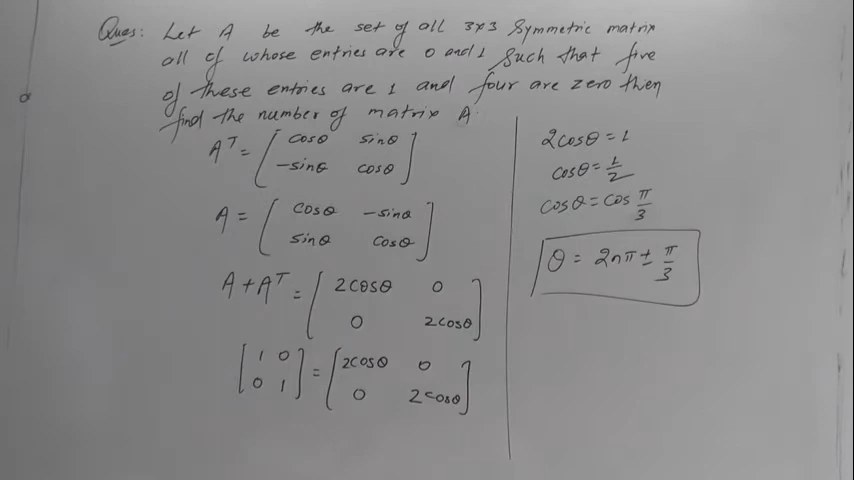 Ques: Let A be the set of all 3x3 Symmetric matrix
all of whose entries are 0 and 1 such that five
of these entries are 1 and four are zero then
find the number of matrix A.
A^T = [ cosθ sinθ
-sinθ cosθ ]
A = [ cosθ -sinθ
sinθ cosθ ]
A + A^T = [ 2cosθ 0
0 2cosθ ]
[ 1 0
0 1 ] = [ 2cosθ 0
0 2cosθ ]
2cosθ = 1
cosθ = 1/2
cosθ = cos π/3
θ = 2nπ ± π/3